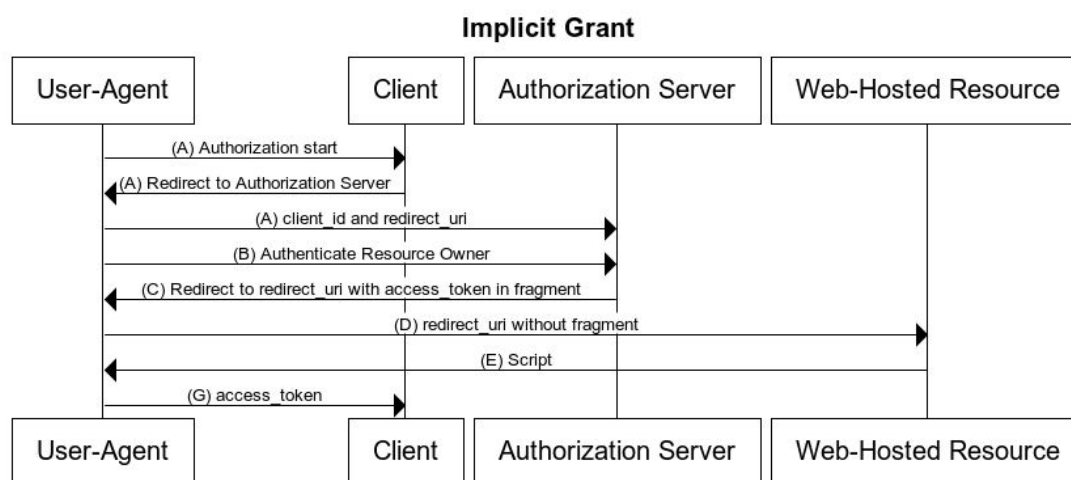 Implicit Grant
User-Agent Client Authorization Server Web-Hosted Resource
(A) Authorization start
(A) Redirect to Authorization Server
(A) client_id and redirect_uri
(B) Authenticate Resource Owner
(C) Redirect to redirect_uri with access_token in fragment
(D) redirect_uri without fragment
(E) Script
(G) access_token
User-Agent Client Authorization Server Web-Hosted Resource